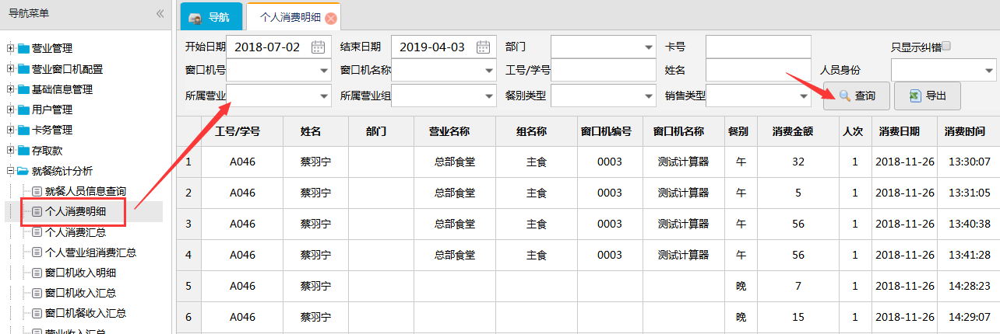 导航菜单
营业管理
营业窗口机配置
基础信息管理
用户管理
卡务管理
存取款
就餐统计分析
就餐人员信息查询
个人消费明细
个人消费汇总
个人营业组消费汇总
窗口机收入明细
窗口机收入汇总
窗口机餐收入汇总
营业收入汇总
导航 个人消费明细
开始日期 2018-07-02 结束日期 2019-04-03 部门 卡号 只显示纠错
窗口机号 窗口机名称 工号/学号 姓名 人员身份
所属营业 所属营业组 餐别类型 销售类型 查询 导出
工号/学号 姓名 部门 营业名称 组名称 窗口机编号 窗口机名称 餐别 消费金额 人次 消费日期 消费时间
1 A046 蔡羽宁 总部食堂 主食 0003 测试计算器 午 32 1 2018-11-26 13:30:07
2 A046 蔡羽宁 总部食堂 主食 0003 测试计算器 午 5 1 2018-11-26 13:31:05
3 A046 蔡羽宁 总部食堂 主食 0003 测试计算器 午 56 1 2018-11-26 13:40:38
4 A046 蔡羽宁 总部食堂 主食 0003 测试计算器 午 56 1 2018-11-26 13:41:28
5 A046 蔡羽宁 晚 7 1 2018-11-26 14:28:23
6 A046 蔡羽宁 晚 15 1 2018-11-26 14:29:07